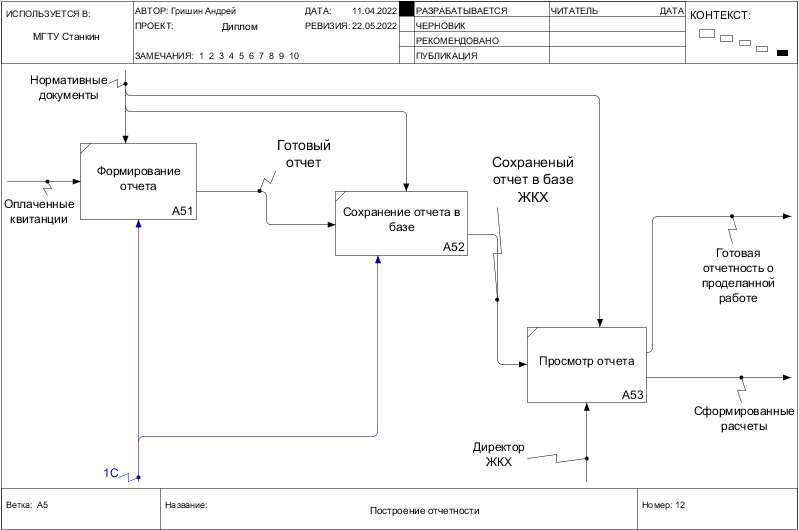 ИСПОЛЬЗУЕТСЯ В:
МГТУ Станкин
АВТОР: Гришин Андрей
ДАТА: 11.04.2022
ПРОЕКТ: Диплом
РЕВИЗИЯ: 22.05.2022
ЗАМЕЧАНИЯ: 1 2 3 4 5 6 7 8 9 10
РАЗРАБАТЫВАЕТСЯ
ЧЕРНОВИК
РЕКОМЕНДОВАНО
ПУБЛИКАЦИЯ
ЧИТАТЕЛЬ ДАТА
КОНТЕКСТ:
Нормативные
документы
Формирование
отчета
A51
Оплаченные
квитанции
Готовый
отчет
Сохранение отчета в
базе
A52
Сохраненый
отчет в базе
ЖКХ
Готовая
отчетность о
проделанной
работе
Просмотр отчета
A53
Сформированные
расчеты
Директор
ЖКХ
1С
Ветка: A5
Название:
Построение отчетности
Номер: 12